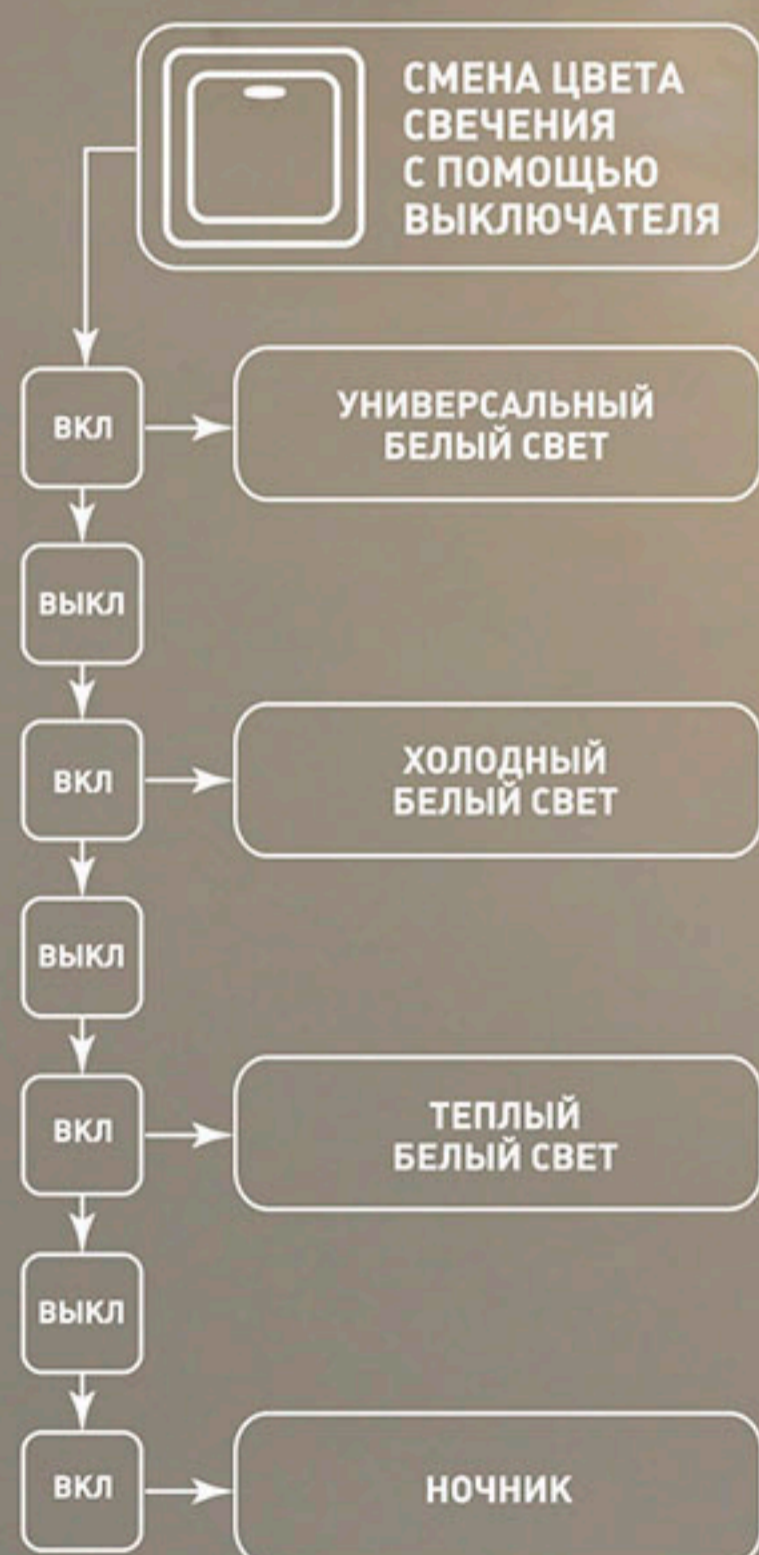 СМЕНА ЦВЕТА
СВЕЧЕНИЯ
С ПОМОЩЬЮ
ВЫКЛЮЧАТЕЛЯ
ВКЛ
УНИВЕРСАЛЬНЫЙ
БЕЛЫЙ СВЕТ
ВЫКЛ
ВКЛ
ХОЛОДНЫЙ
БЕЛЫЙ СВЕТ
ВЫКЛ
ВКЛ
ТЕПЛЫЙ
БЕЛЫЙ СВЕТ
ВЫКЛ
ВКЛ
НОЧНИК